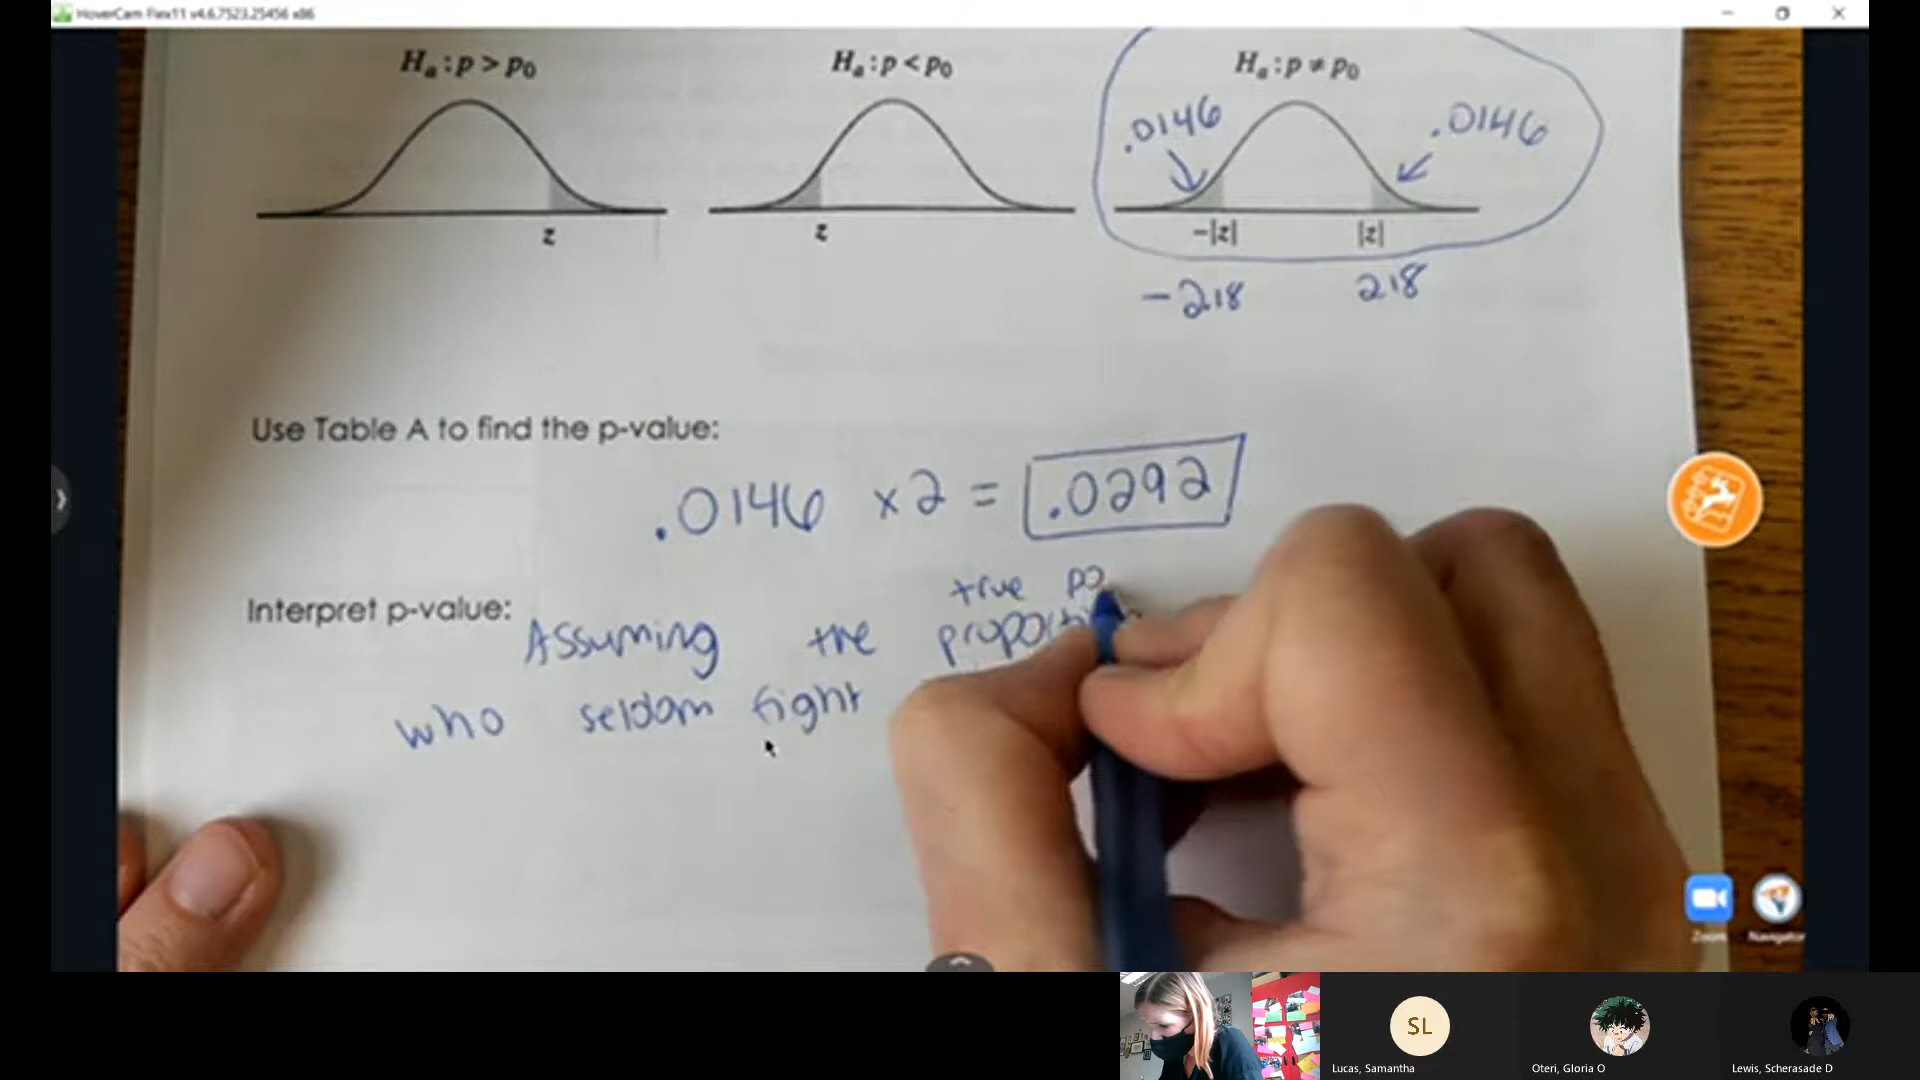 HoverCam Flex11 v4.6.7523.25456 x86
Hₐ : p > p₀
Hₐ : p < p₀
Hₐ : p ≠ p₀
.0146
.0146
z
z
-|z|
|z|
-2.18
2.18
Use Table A to find the p-value:
.0146 x2 = .0292
true po
Interpret p-value: Assuming the
who seldom fight
Zoom
Navigator
SL
Lucas, Samantha
Oteri, Gloria O
Lewis, Scherasade D